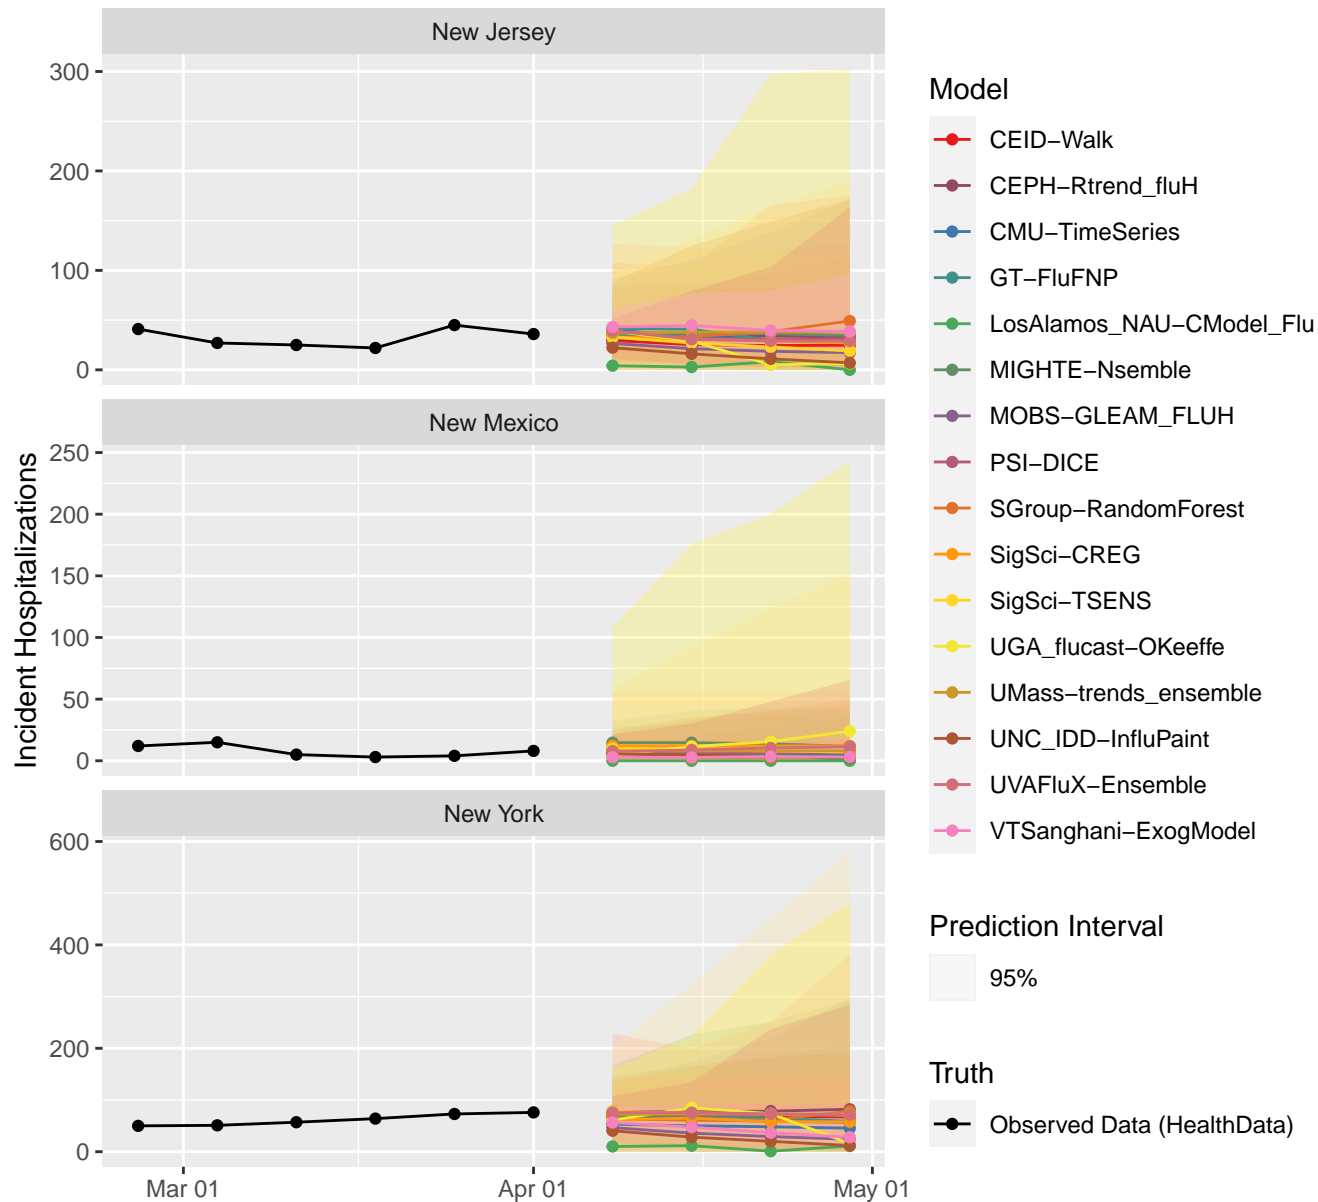 New Jersey
300
200
100
0
New Mexico
250
200
150
100
50
0
New York
600
400
200
0
Mar 01
Apr 01
May 01
Incident Hospitalizations
Model
CEID−Walk
CEPH−Rtrend_fluH
CMU−TimeSeries
GT−FluFNP
LosAlamos_NAU−CModel_Flu
MIGHTE−Nsemble
MOBS−GLEAM_FLUH
PSI−DICE
SGroup−RandomForest
SigSci−CREG
SigSci−TSENS
UGA_flucast−OKeeffe
UMass−trends_ensemble
UNC_IDD−InfluPaint
UVAFluX−Ensemble
VTSanghani−ExogModel
Prediction Interval
95%
Truth
Observed Data (HealthData)